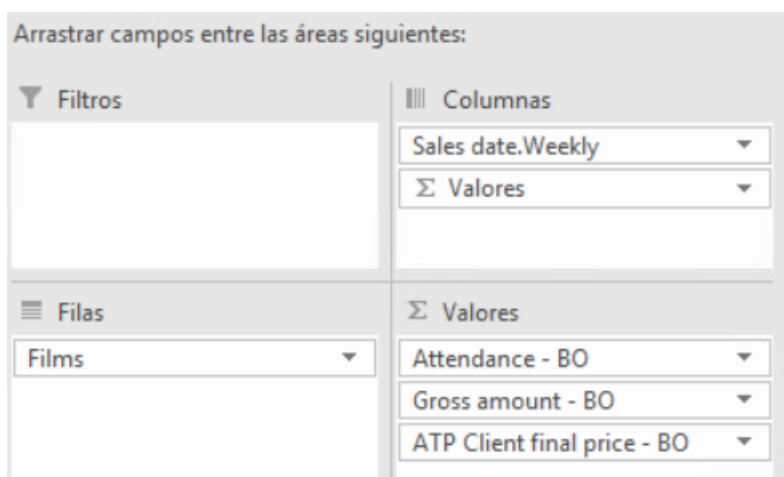 Arrastrar campos entre las áreas siguientes:
Filtros
Columnas
Sales date.Weekly
Σ Valores
Filas
Films
Σ Valores
Attendance - BO
Gross amount - BO
ATP Client final price - BO